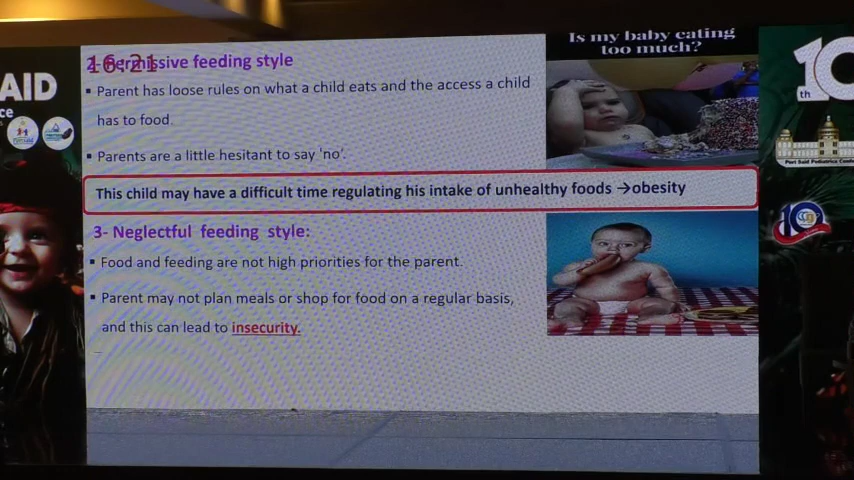 16:21
2- Permissive feeding style
▪ Parent has loose rules on what a child eats and the access a child
has to food.
▪ Parents are a little hesitant to say 'no'.
This child may have a difficult time regulating his intake of unhealthy foods →obesity
3- Neglectful feeding style:
▪ Food and feeding are not high priorities for the parent.
▪ Parent may not plan meals or shop for food on a regular basis,
and this can lead to insecurity.
Is my baby eating
too much?
AID
ce
10
th
10